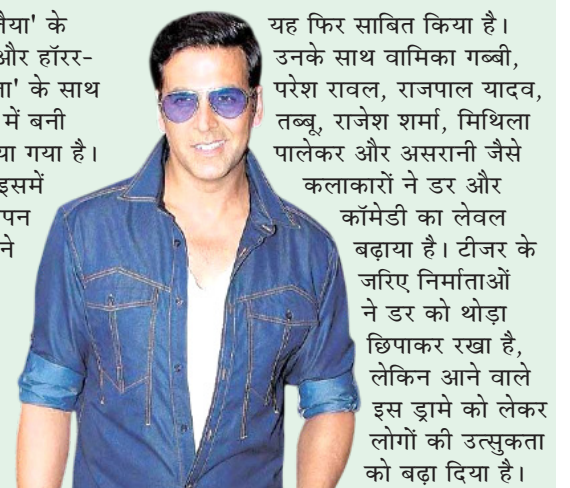 के
और हॉरर-
के साथ
में बनी
गया है।
इसमें
ने
यह फिर साबित किया है।
उनके साथ वामिका गब्बी,
परेश रावल, राजपाल यादव,
तब्बू, राजेश शर्मा, मिथिला
पालेकर और असरानी जैसे
कलाकारों ने डर और
कॉमेडी का लेवल
बढ़ाया है। टीजर के
जरिए निर्माताओं
ने डर को थोड़ा
छिपाकर रखा है,
लेकिन आने वाले
इस ड्रामे को लेकर
लोगों की उत्सुकता
को बढ़ा दिया है।